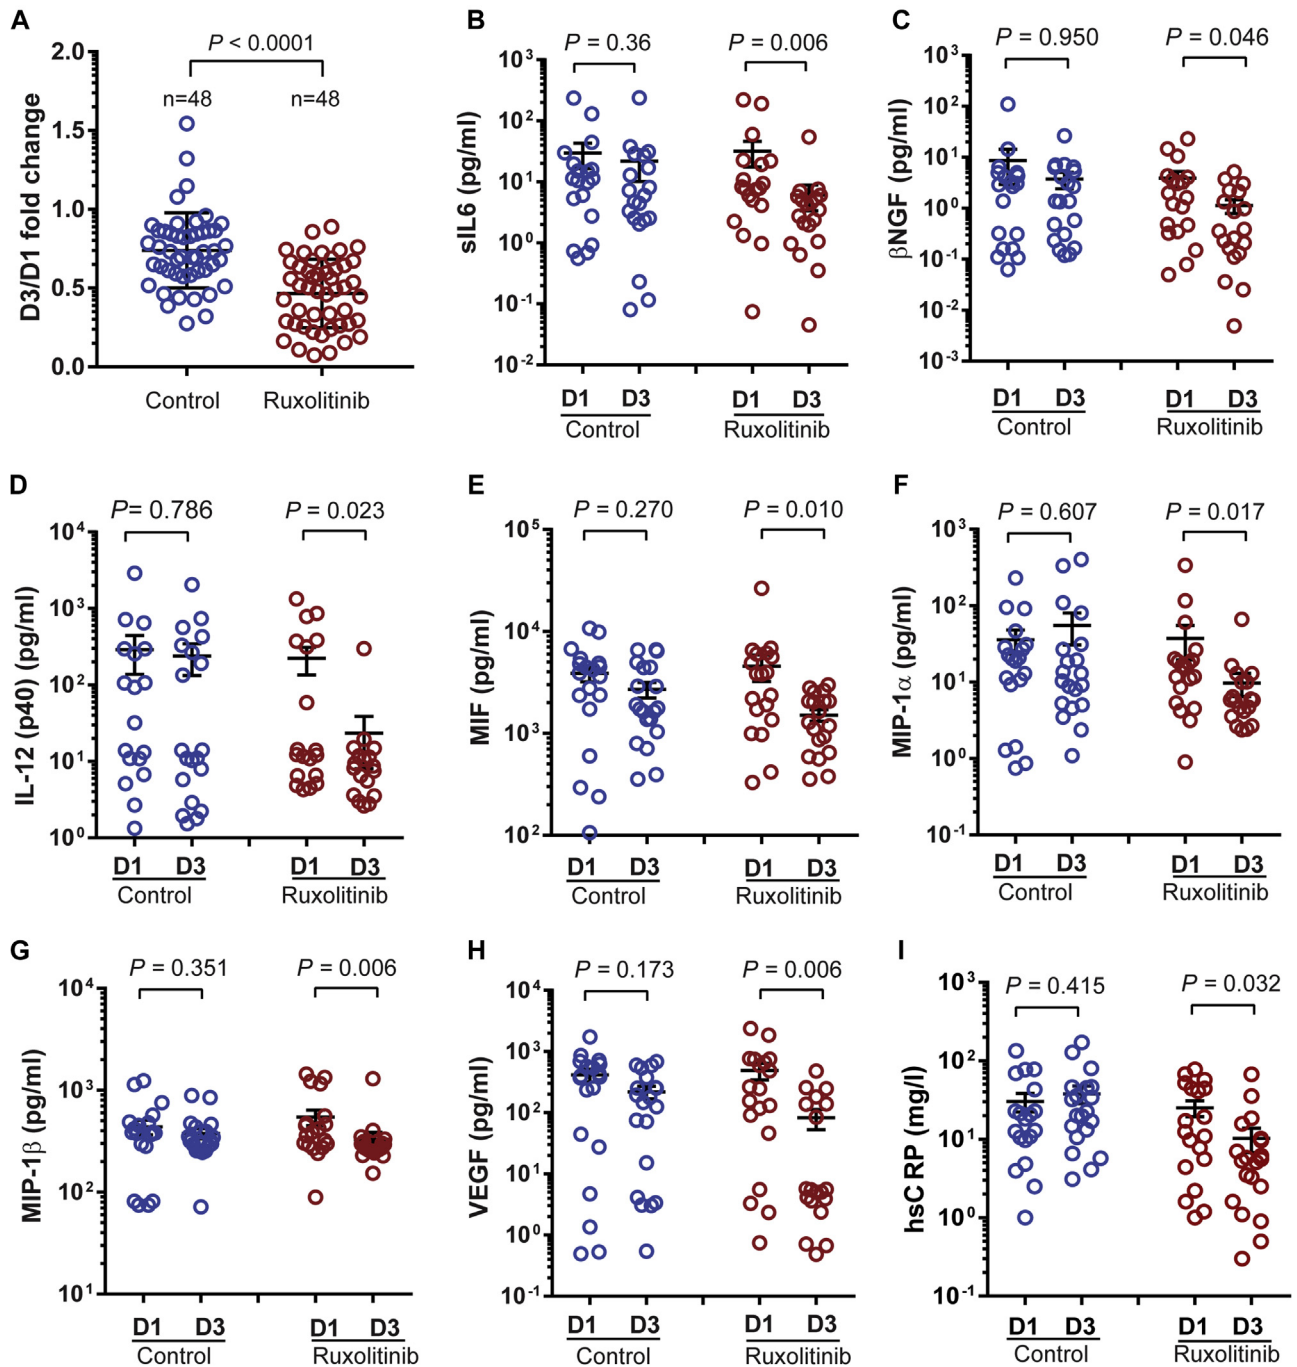 A
P < 0.0001
n=48
n=48
D3/D1 fold change
2.0
1.5
1.0
0.5
0.0
Control
Ruxolitinib
B
P = 0.36
P = 0.006
sIL6 (pg/ml)
10³
10²
10¹
10⁰
10⁻¹
10⁻²
D1
D3
D1
D3
Control
Ruxolitinib
C
P = 0.950
P = 0.046
βNGF (pg/ml)
10³
10²
10¹
10⁰
10⁻¹
10⁻²
10⁻³
D1
D3
D1
D3
Control
Ruxolitinib
D
P= 0.786
P = 0.023
IL-12 (p40) (pg/ml)
10⁴
10³
10²
10¹
10⁰
D1
D3
D1
D3
Control
Ruxolitinib
E
P = 0.270
P = 0.010
MIF (pg/ml)
10⁵
10⁴
10³
10²
D1
D3
D1
D3
Control
Ruxolitinib
F
P = 0.607
P = 0.017
MIP-1α (pg/ml)
10³
10²
10¹
10⁰
10⁻¹
D1
D3
D1
D3
Control
Ruxolitinib
G
P = 0.351
P = 0.006
MIP-1β (pg/ml)
10⁴
10³
10²
10¹
D1
D3
D1
D3
Control
Ruxolitinib
H
P = 0.173
P = 0.006
VEGF (pg/ml)
10⁴
10³
10²
10¹
10⁰
10⁻¹
D1
D3
D1
D3
Control
Ruxolitinib
I
P = 0.415
P = 0.032
hsC RP (mg/l)
10³
10²
10¹
10⁰
10⁻¹
D1
D3
D1
D3
Control
Ruxolitinib